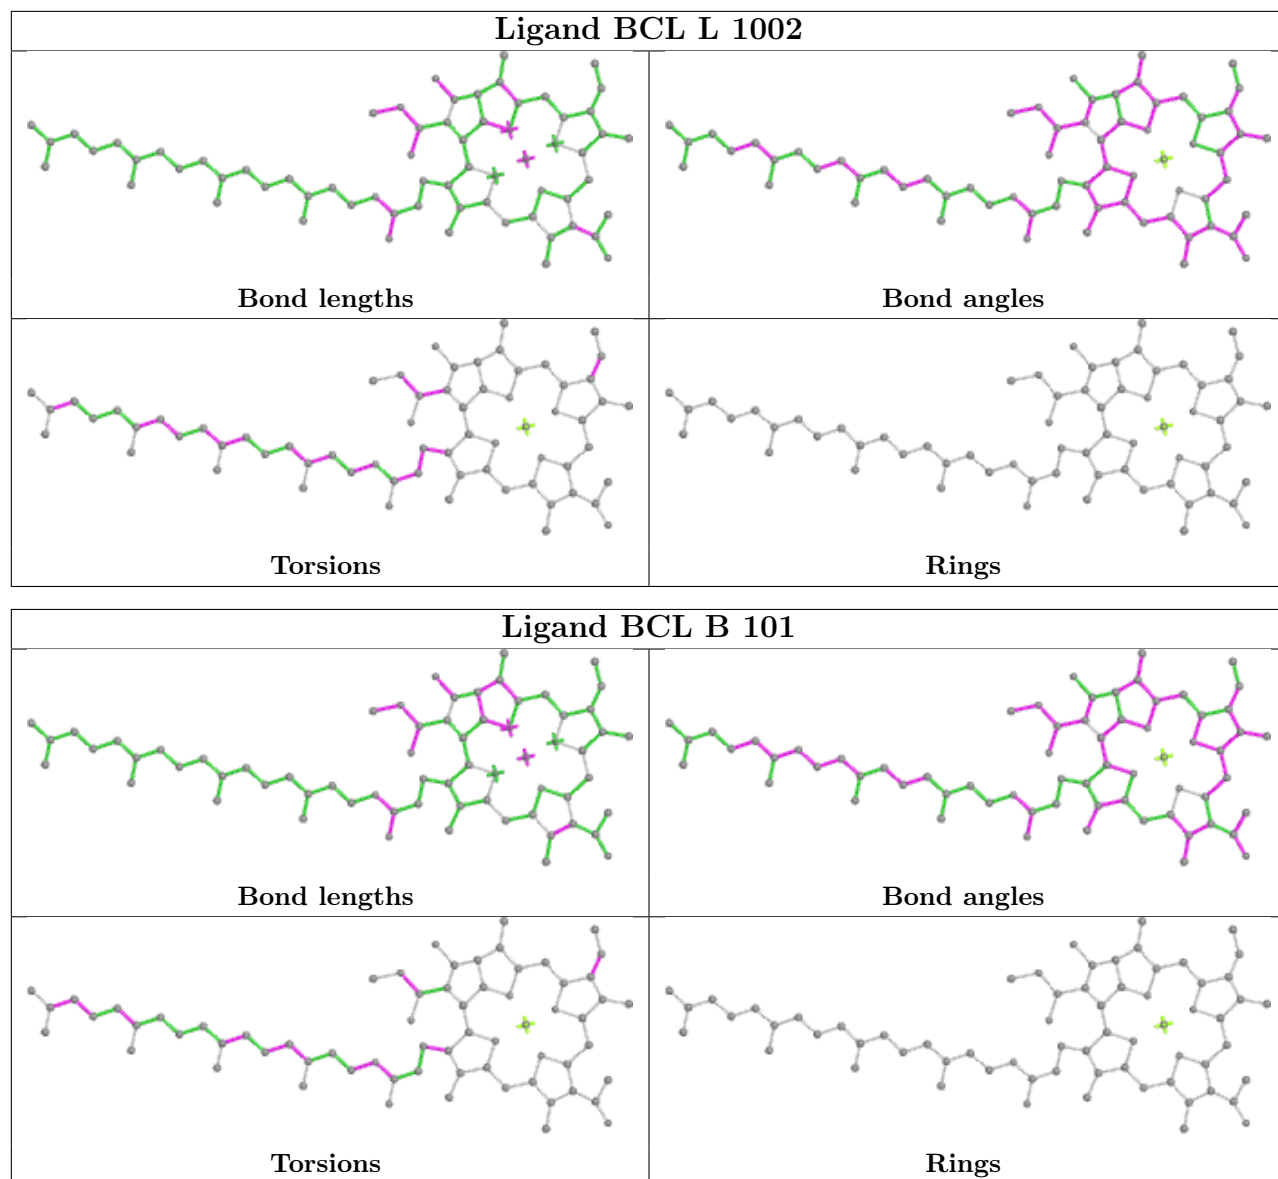 Ligand BCL L 1002
Bond lengths
Bond angles
Torsions
Rings
Ligand BCL B 101
Bond lengths
Bond angles
Torsions
Rings